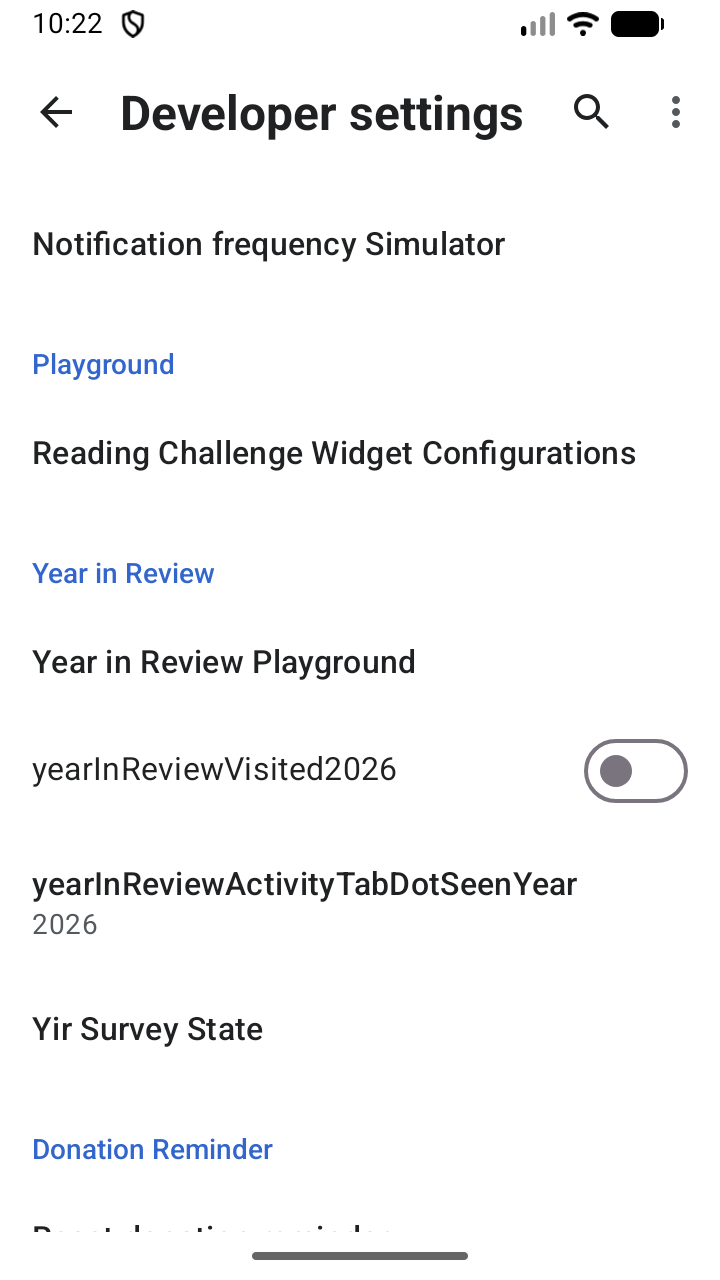 10:22
Developer settings
Notification frequency Simulator
Playground
Reading Challenge Widget Configurations
Year in Review
Year in Review Playground
yearInReviewVisited2026
yearInReviewActivityTabDotSeenYear
2026
Yir Survey State
Donation Reminder